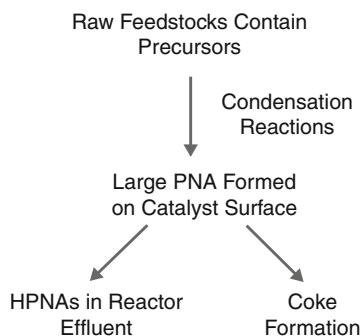 Raw Feedstocks Contain
Precursors
Condensation
Reactions
Large PNA Formed
on Catalyst Surface
HPNAs in Reactor
Effluent
Coke
Formation